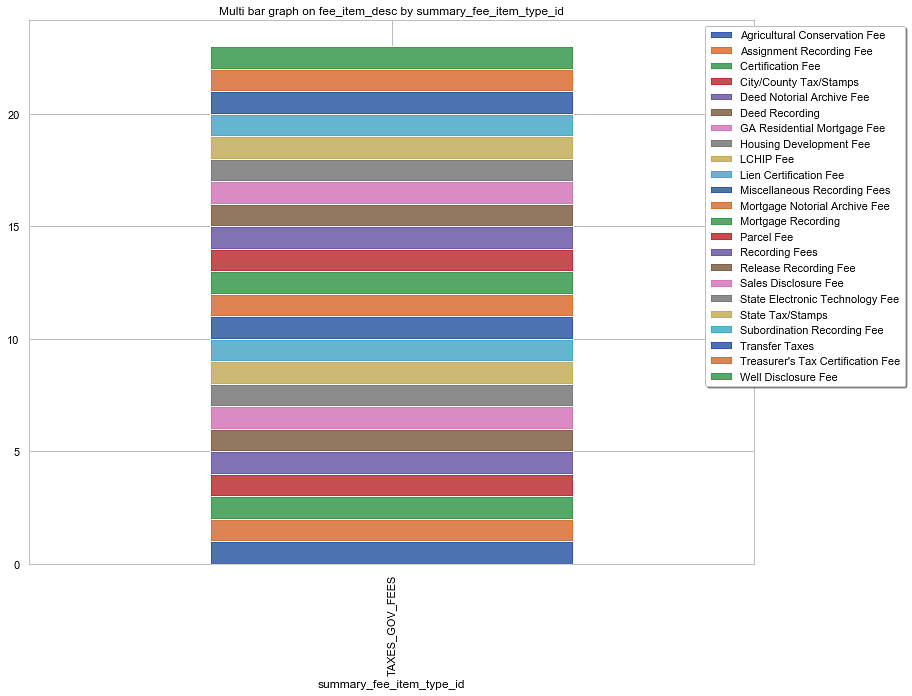 Multi bar graph on fee_item_desc by summary_fee_item_type_id
Agricultural Conservation Fee
Assignment Recording Fee
Certification Fee
City/County Tax/Stamps
Deed Notorial Archive Fee
Deed Recording
GA Residential Mortgage Fee
Housing Development Fee
LCHIP Fee
Lien Certification Fee
Miscellaneous Recording Fees
Mortgage Notorial Archive Fee
Mortgage Recording
Parcel Fee
Recording Fees
Release Recording Fee
Sales Disclosure Fee
State Electronic Technology Fee
State Tax/Stamps
Subordination Recording Fee
Transfer Taxes
Treasurer's Tax Certification Fee
Well Disclosure Fee
20
15
10
5
0
TAXES_GOV_FEES
summary_fee_item_type_id